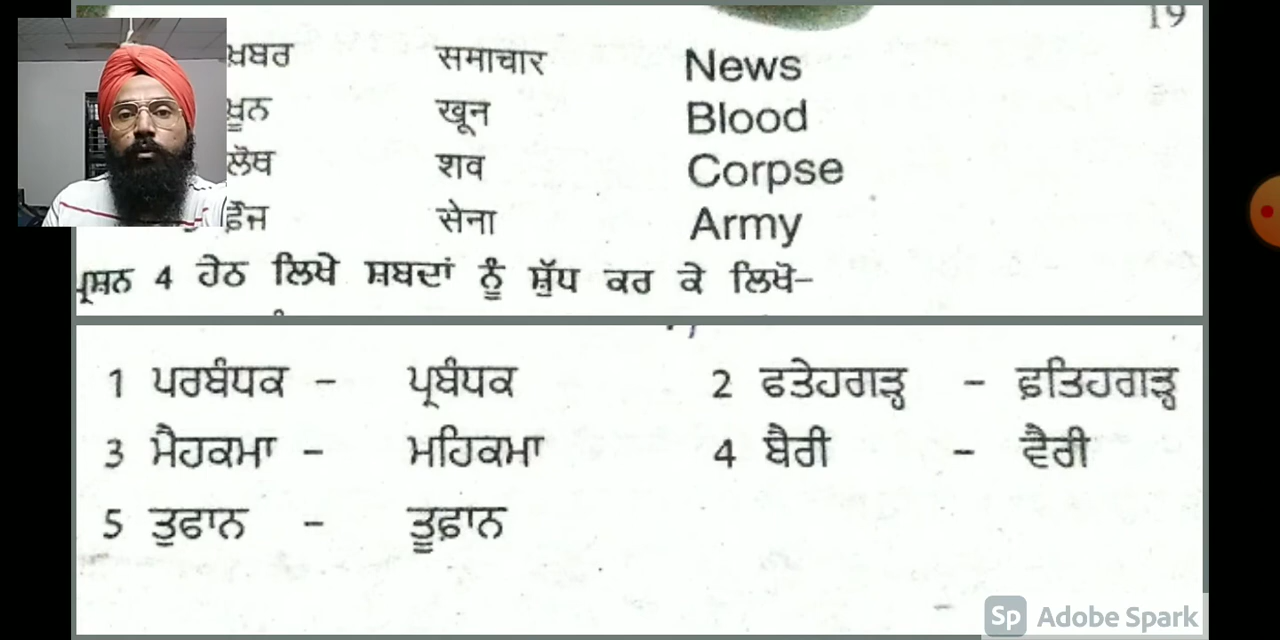 19
ਖ਼ਬਰ समाचार News
ਖ਼ੂਨ खून Blood
ਲੋਥ शव Corpse
ਫ਼ੌਜ सेना Army
ਪ੍ਰਸ਼ਨ 4 ਹੇਠ ਲਿਖੇ ਸ਼ਬਦਾਂ ਨੂੰ ਸ਼ੁੱਧ ਕਰ ਕੇ ਲਿਖੋ-
1 ਪਰਬੰਧਕ - ਪ੍ਰਬੰਧਕ 2 ਫਤੇਹਗੜ੍ਹ - ਫ਼ਤਿਹਗੜ੍ਹ
3 ਮੈਹਕਮਾ - ਮਹਿਕਮਾ 4 ਬੈਰੀ - ਵੈਰੀ
5 ਤੁਫਾਨ - ਤੂਫ਼ਾਨ
Sp Adobe Spark